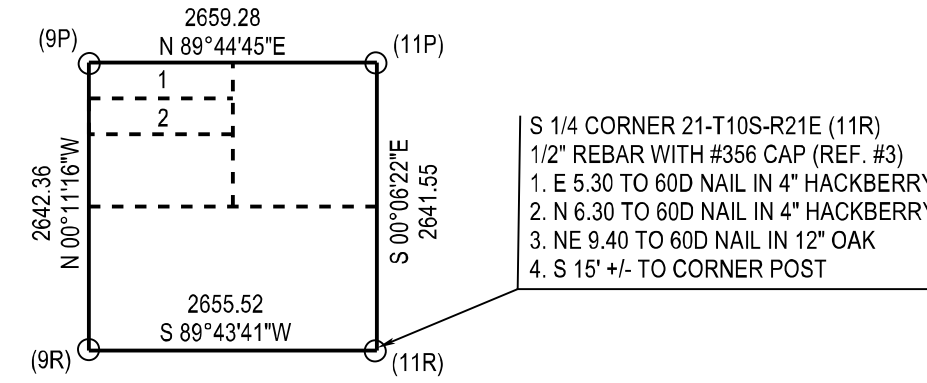 2659.28
N 89°44'45"E
(9P)
(11P)
1
2
2642.36
N 00°11'16"W
S 00°06'22"E
2641.55
2655.52
S 89°43'41"W
(9R)
(11R)
S 1/4 CORNER 21-T10S-R21E (11R)
1/2" REBAR WITH #356 CAP (REF. #3)
1. E 5.30 TO 60D NAIL IN 4" HACKBERRY
2. N 6.30 TO 60D NAIL IN 4" HACKBERRY
3. NE 9.40 TO 60D NAIL IN 12" OAK
4. S 15' +/- TO CORNER POST